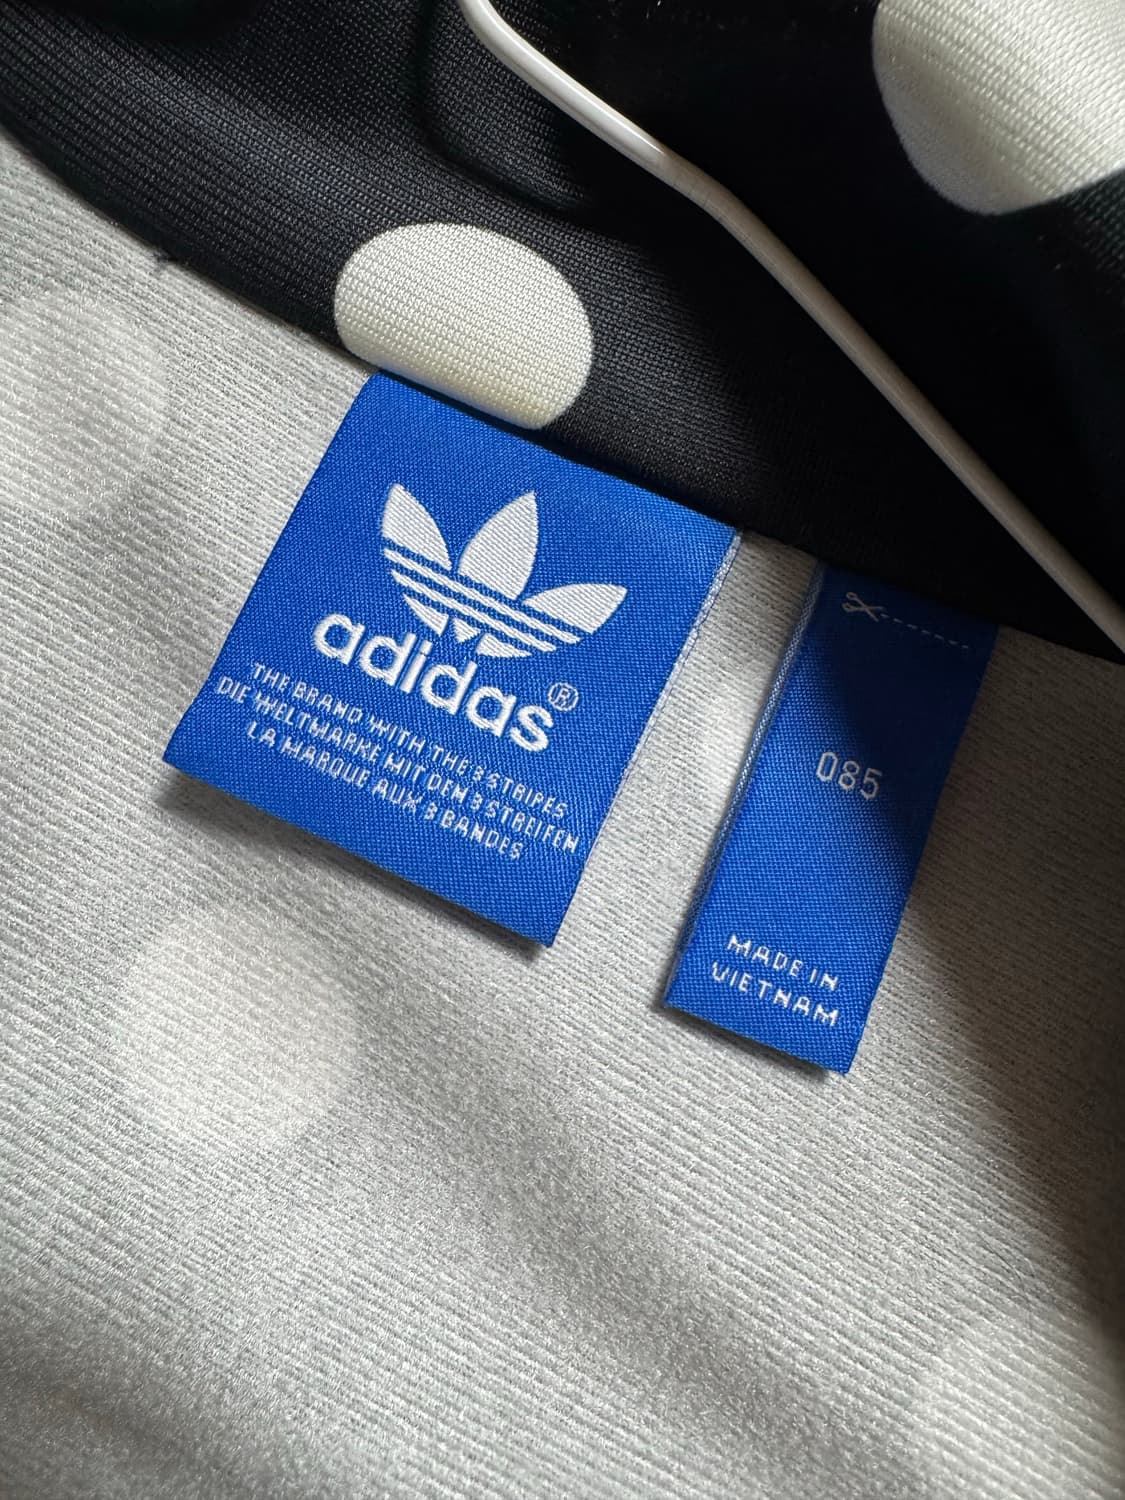 adidas®
THE BRAND WITH THE 3 STRIPES
DIE WELTMARKE MIT DEN 3 STREIFEN
LA MARQUE AUX 3 BANDES
085
MADE IN
VIETNAM